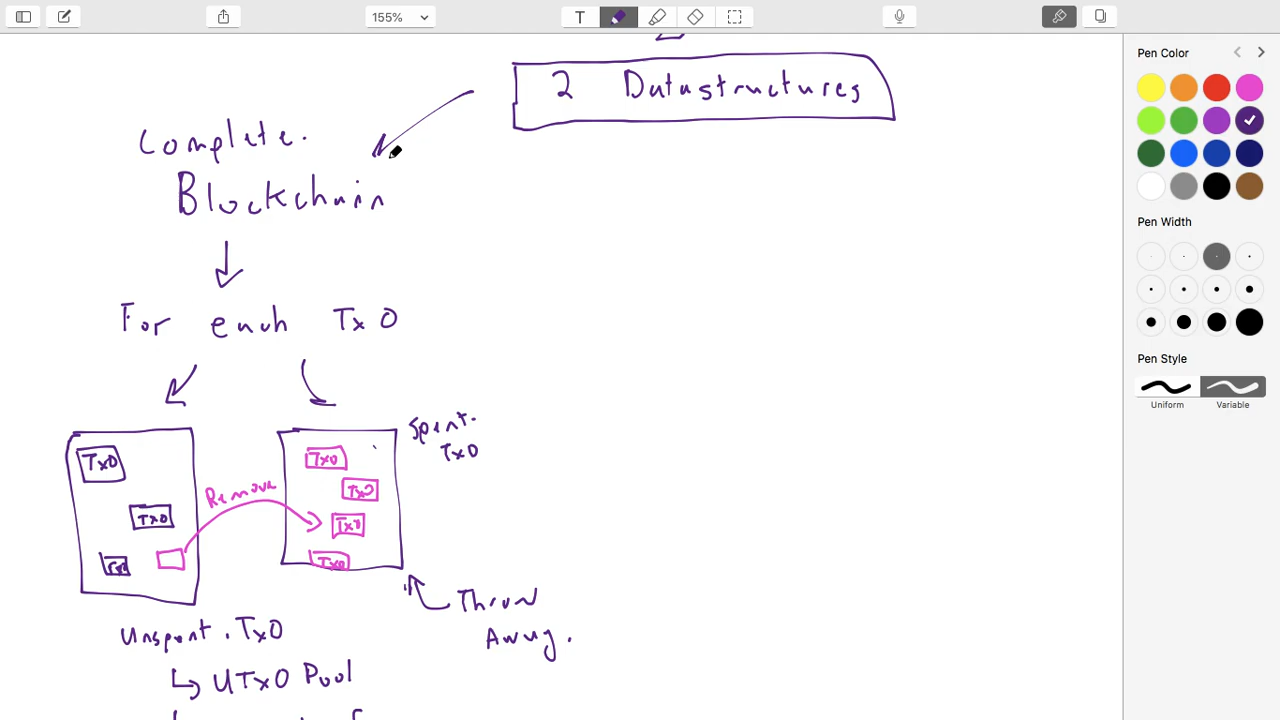 155%
T
Pen Color
2 Datastructures
Complete.
Blockchain
Pen Width
For each TxO
Pen Style
Uniform
Variable
Spent.
TxO
TxO
TxO
TxO
TxO
TxO
TxO
Remove
Throw
Away.
Unspent. TxO
UTxO Pool